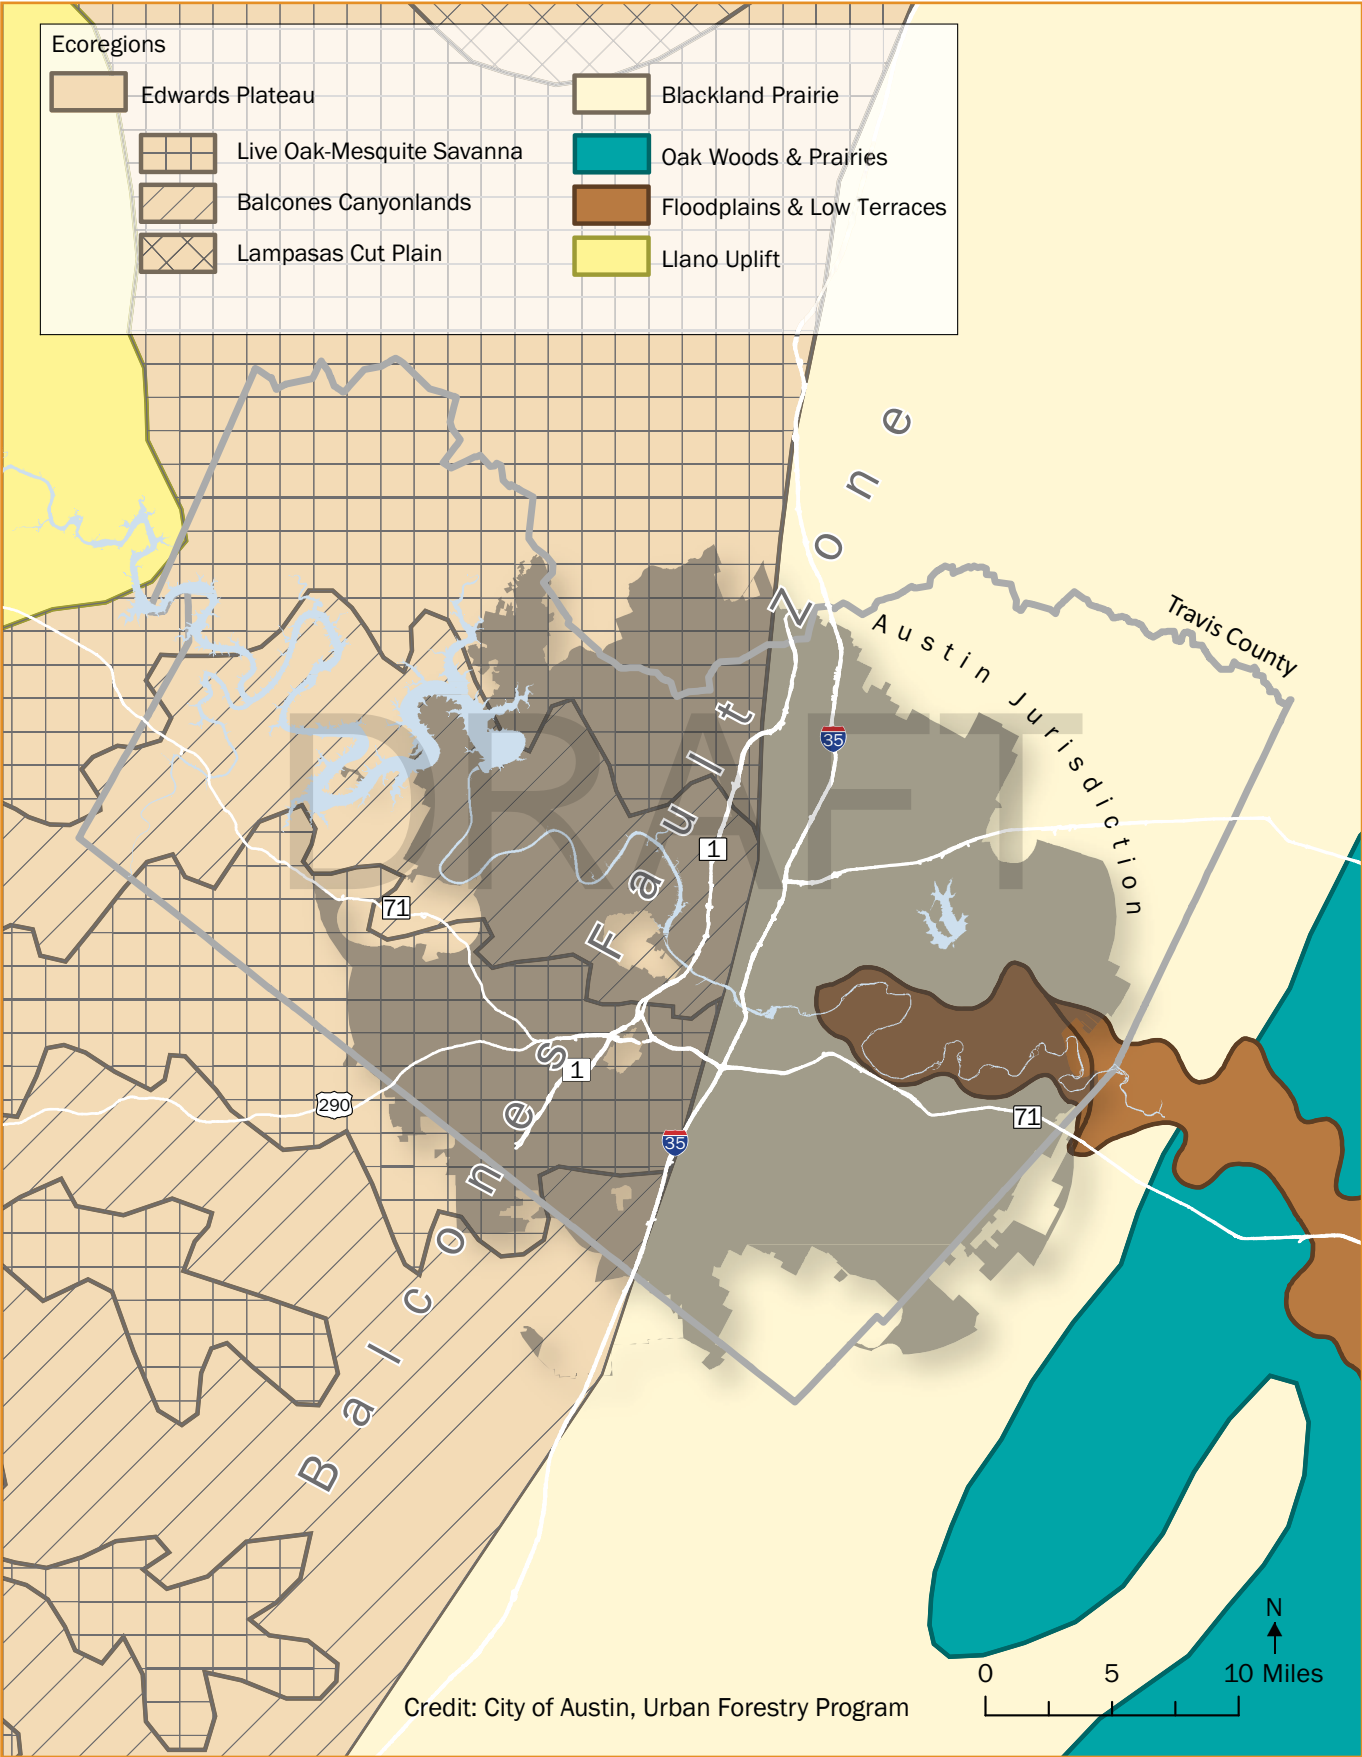 Ecoregions
Edwards Plateau
Live Oak-Mesquite Savanna
Balcones Canyonlands
Lampasas Cut Plain
Blackland Prairie
Oak Woods & Prairies
Floodplains & Low Terraces
Llano Uplift
Balcones Fault Zone
Travis County
Austin Jurisdiction
DRAFT
35
1
71
1
290
35
71
N
0 5 10 Miles
Credit: City of Austin, Urban Forestry Program